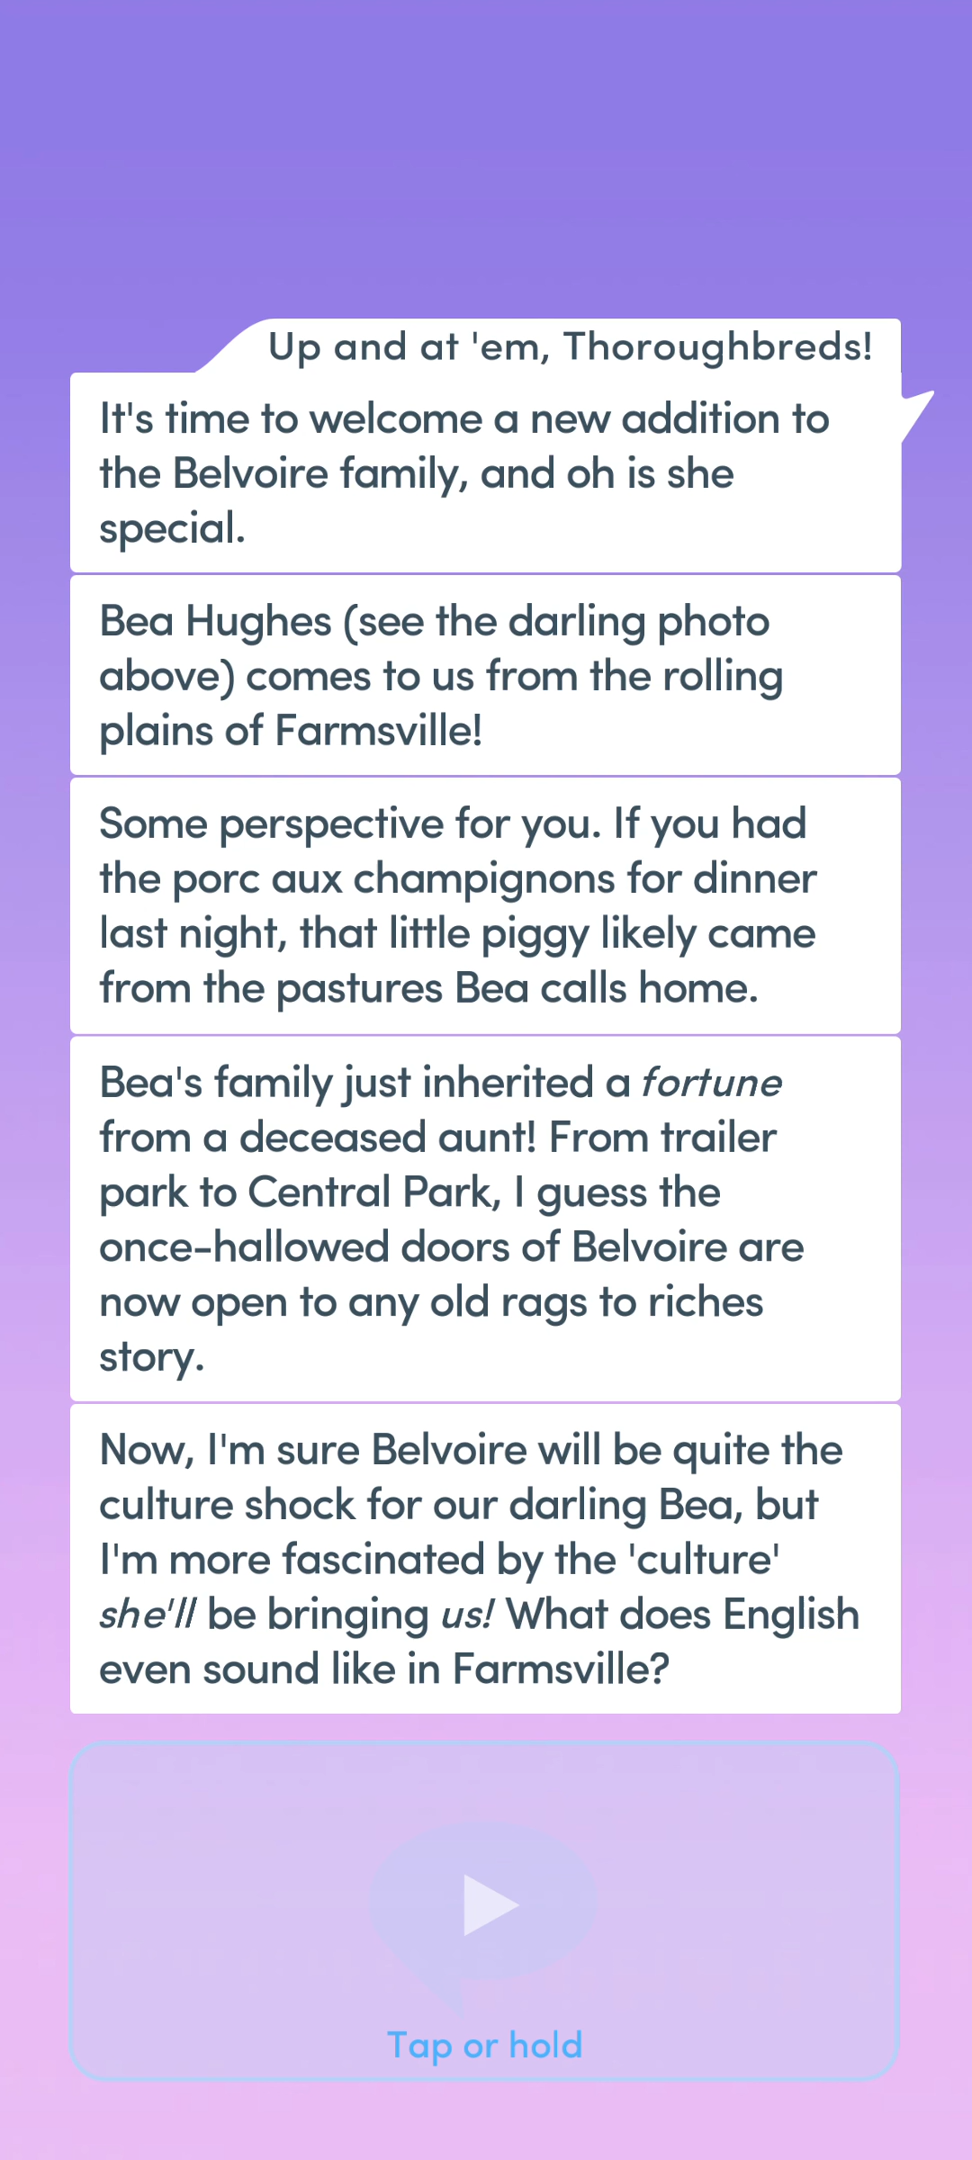 Up and at 'em, Thoroughbreds!
It's time to welcome a new addition to
the Belvoire family, and oh is she
special.
Bea Hughes (see the darling photo
above) comes to us from the rolling
plains of Farmsville!
Some perspective for you. If you had
the porc aux champignons for dinner
last night, that little piggy likely came
from the pastures Bea calls home.
Bea's family just inherited a fortune
from a deceased aunt! From trailer
park to Central Park, I guess the
once-hallowed doors of Belvoire are
now open to any old rags to riches
story.
Now, I'm sure Belvoire will be quite the
culture shock for our darling Bea, but
I'm more fascinated by the 'culture'
she'll be bringing us! What does English
even sound like in Farmsville?
Tap or hold